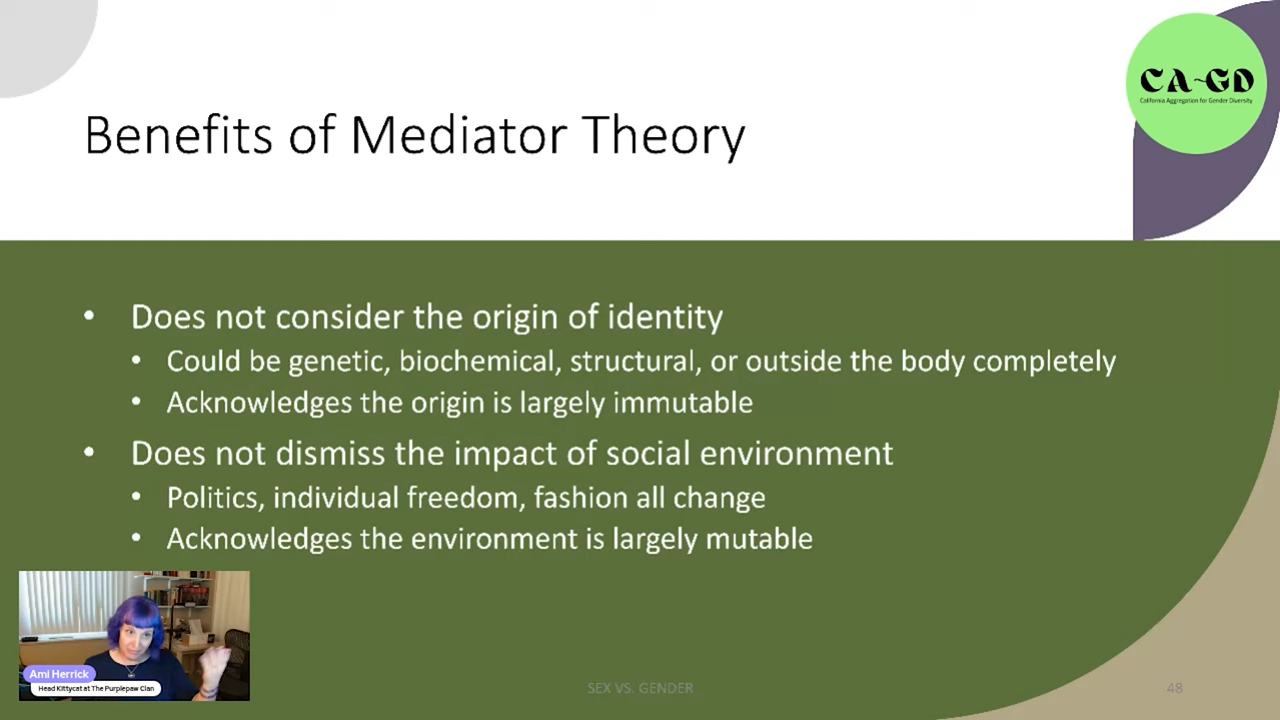 CA~GD
California Aggregation for Gender Diversity
Benefits of Mediator Theory
• Does not consider the origin of identity
• Could be genetic, biochemical, structural, or outside the body completely
• Acknowledges the origin is largely immutable
• Does not dismiss the impact of social environment
• Politics, individual freedom, fashion all change
• Acknowledges the environment is largely mutable
Ami Herrick
Head Kittycat at The Purplepaw Clan
SEX VS. GENDER
48